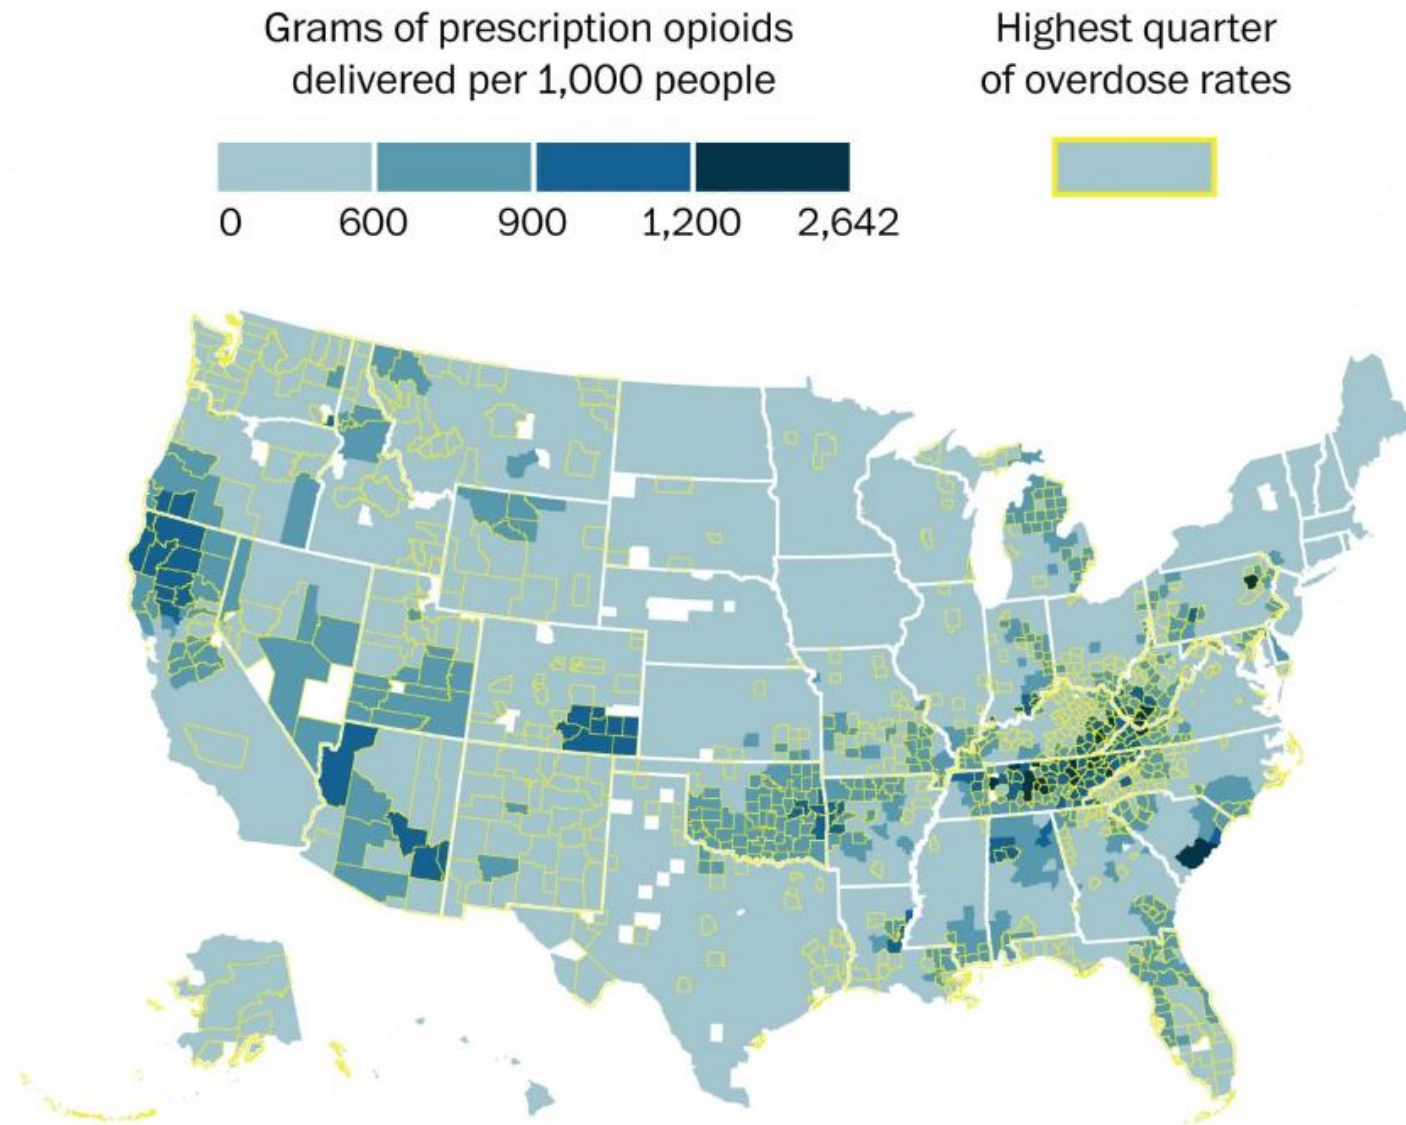 Grams of prescription opioids
delivered per 1,000 people
0 600 900 1,200 2,642
Highest quarter
of overdose rates